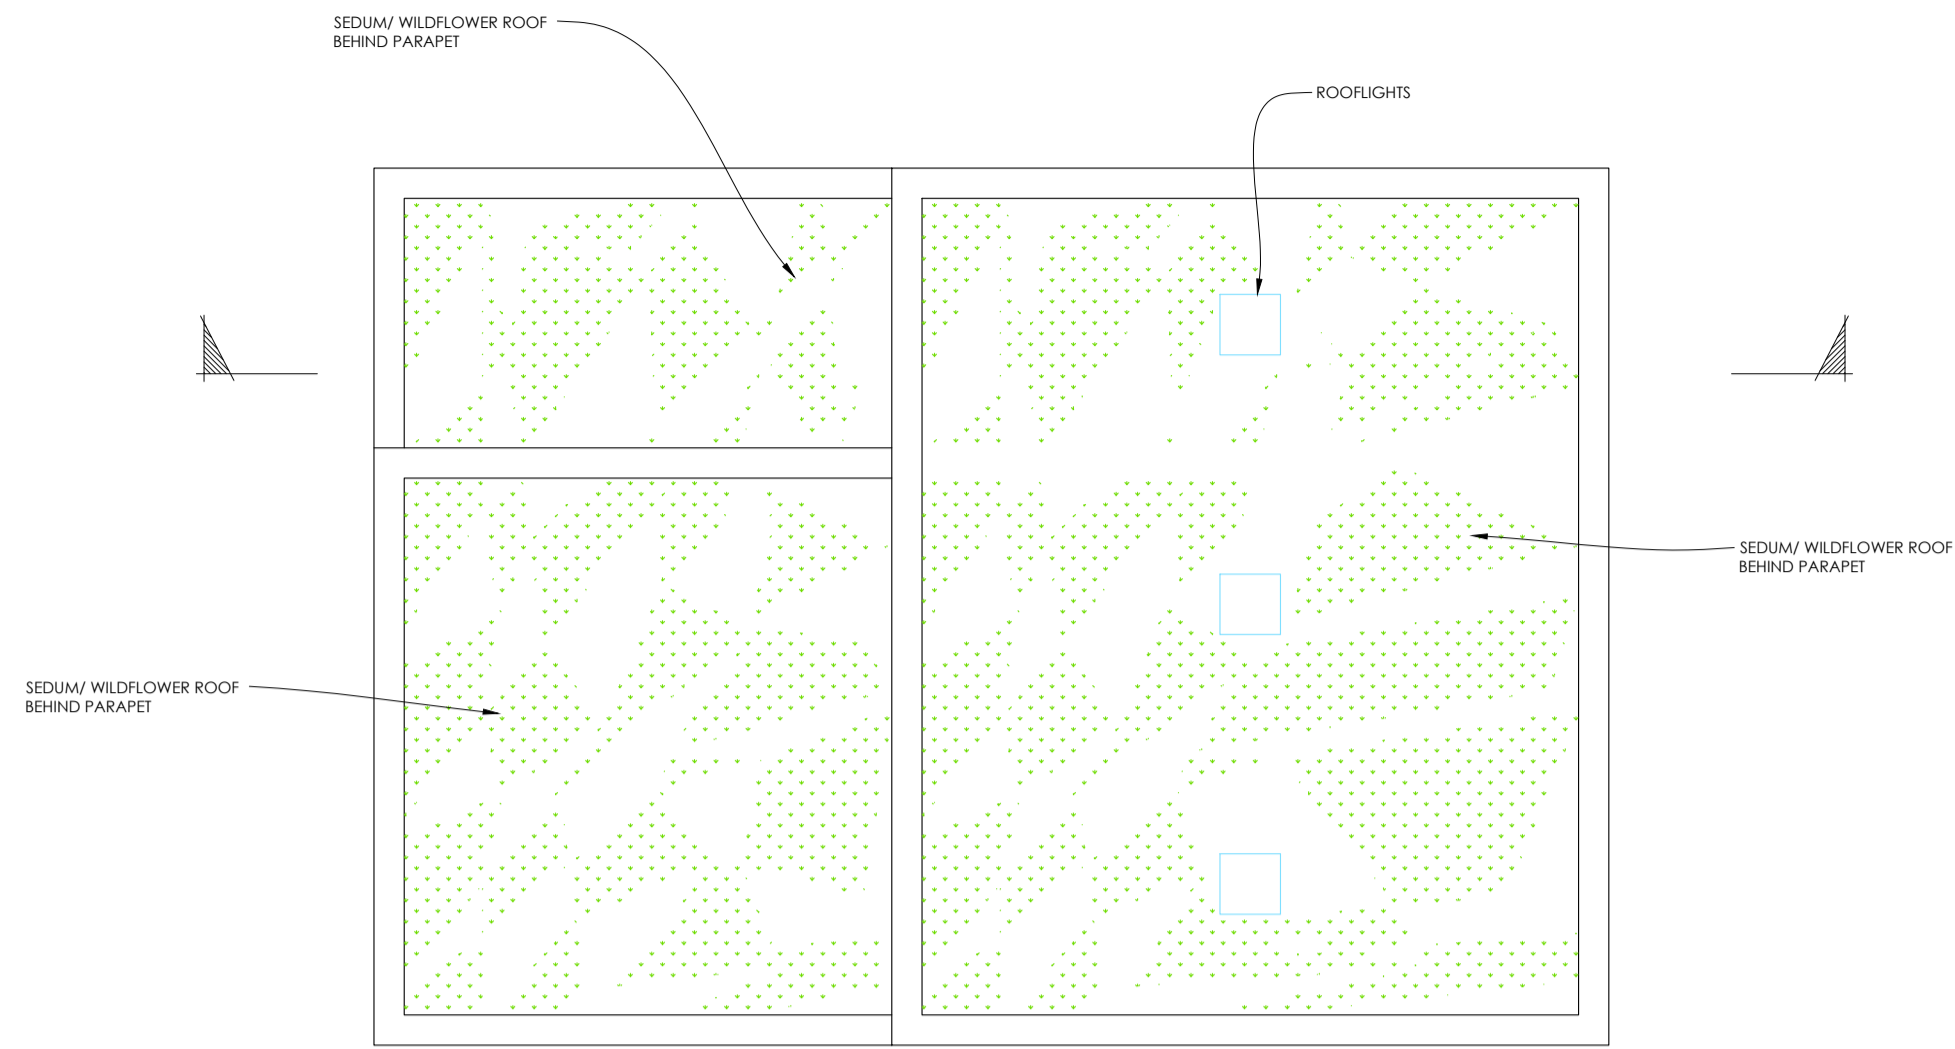 SEDUM/ WILDFLOWER ROOF
BEHIND PARAPET
ROOFLIGHTS
SEDUM/ WILDFLOWER ROOF
BEHIND PARAPET
SEDUM/ WILDFLOWER ROOF
BEHIND PARAPET